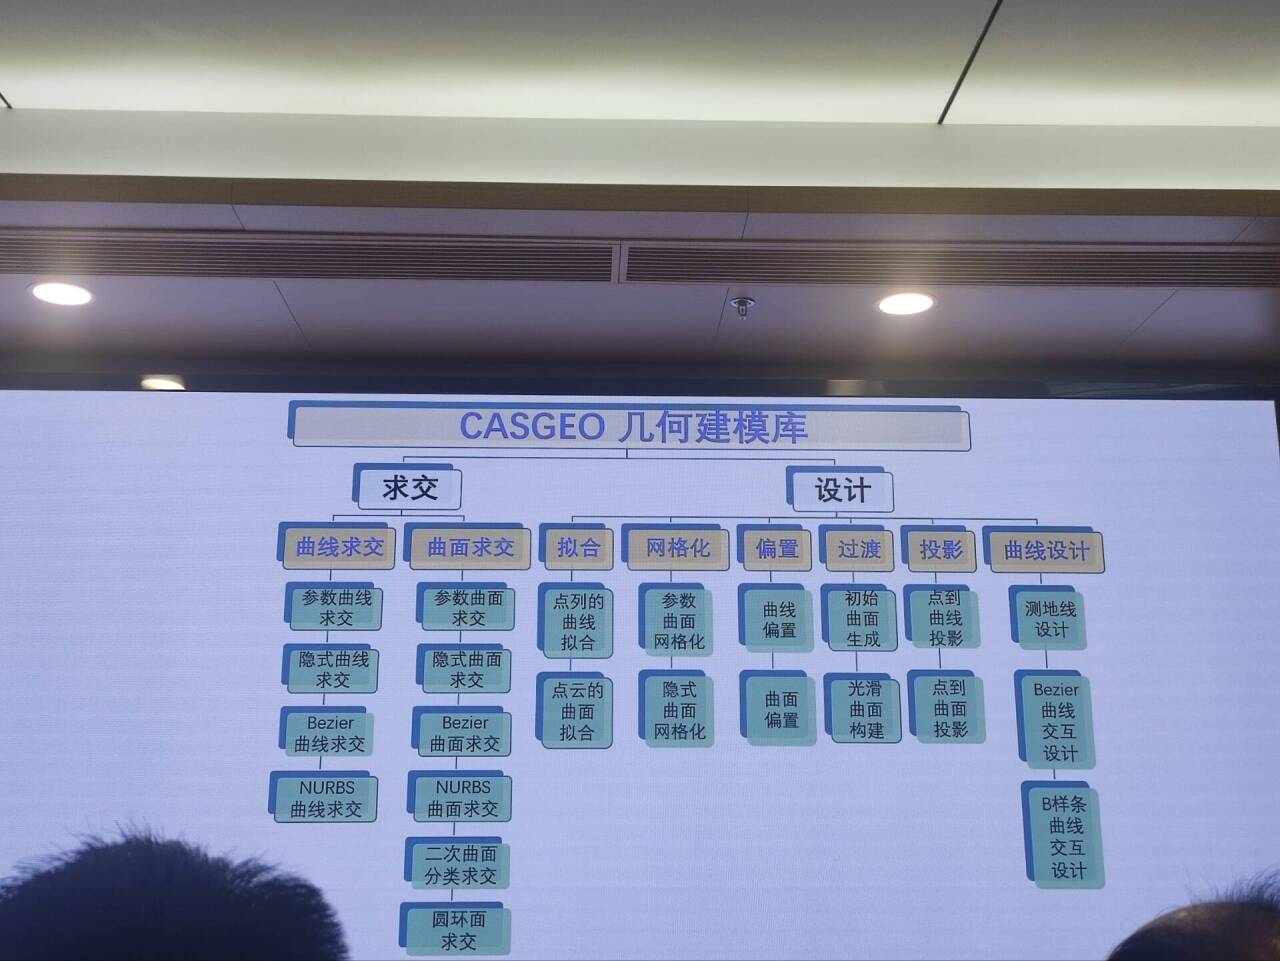 CASGEO 几何建模库
求交
设计
曲线求交
曲面求交
拟合
网格化
偏置
过渡
投影
曲线设计
参数曲线
求交
隐式曲线
求交
Bezier
曲线求交
NURBS
曲线求交
参数曲面
求交
隐式曲面
求交
Bezier
曲面求交
NURBS
曲面求交
二次曲面
分类求交
圆环面
求交
点列的
曲线
拟合
点云的
曲面
拟合
参数
曲面
网格化
隐式
曲面
网格化
曲线
偏置
曲面
偏置
初始
曲面
生成
光滑
曲面
构建
点到
曲线
投影
点到
曲面
投影
测地线
设计
Bezier
曲线
交互
设计
B样条
曲线
交互
设计